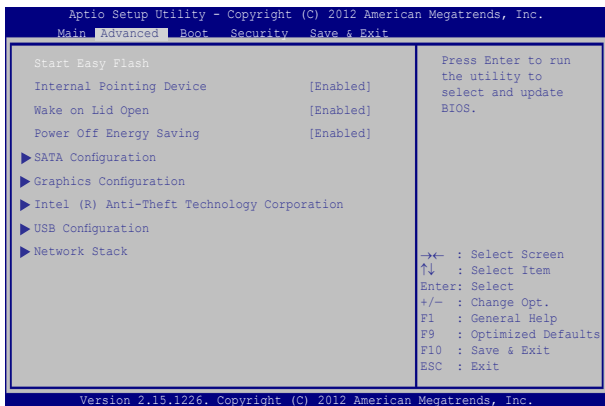 Aptio Setup Utility - Copyright (C) 2012 American Megatrends, Inc.
Main Advanced Boot Security Save & Exit
Start Easy Flash
Internal Pointing Device [Enabled]
Wake on Lid Open [Enabled]
Power Off Energy Saving [Enabled]
SATA Configuration
Graphics Configuration
Intel (R) Anti-Theft Technology Corporation
USB Configuration
Network Stack
Press Enter to run
the utility to
select and update
BIOS.
→← : Select Screen
↑↓ : Select Item
Enter: Select
+/— : Change Opt.
F1 : General Help
F9 : Optimized Defaults
F10 : Save & Exit
ESC : Exit
Version 2.15.1226. Copyright (C) 2012 American Megatrends, Inc.